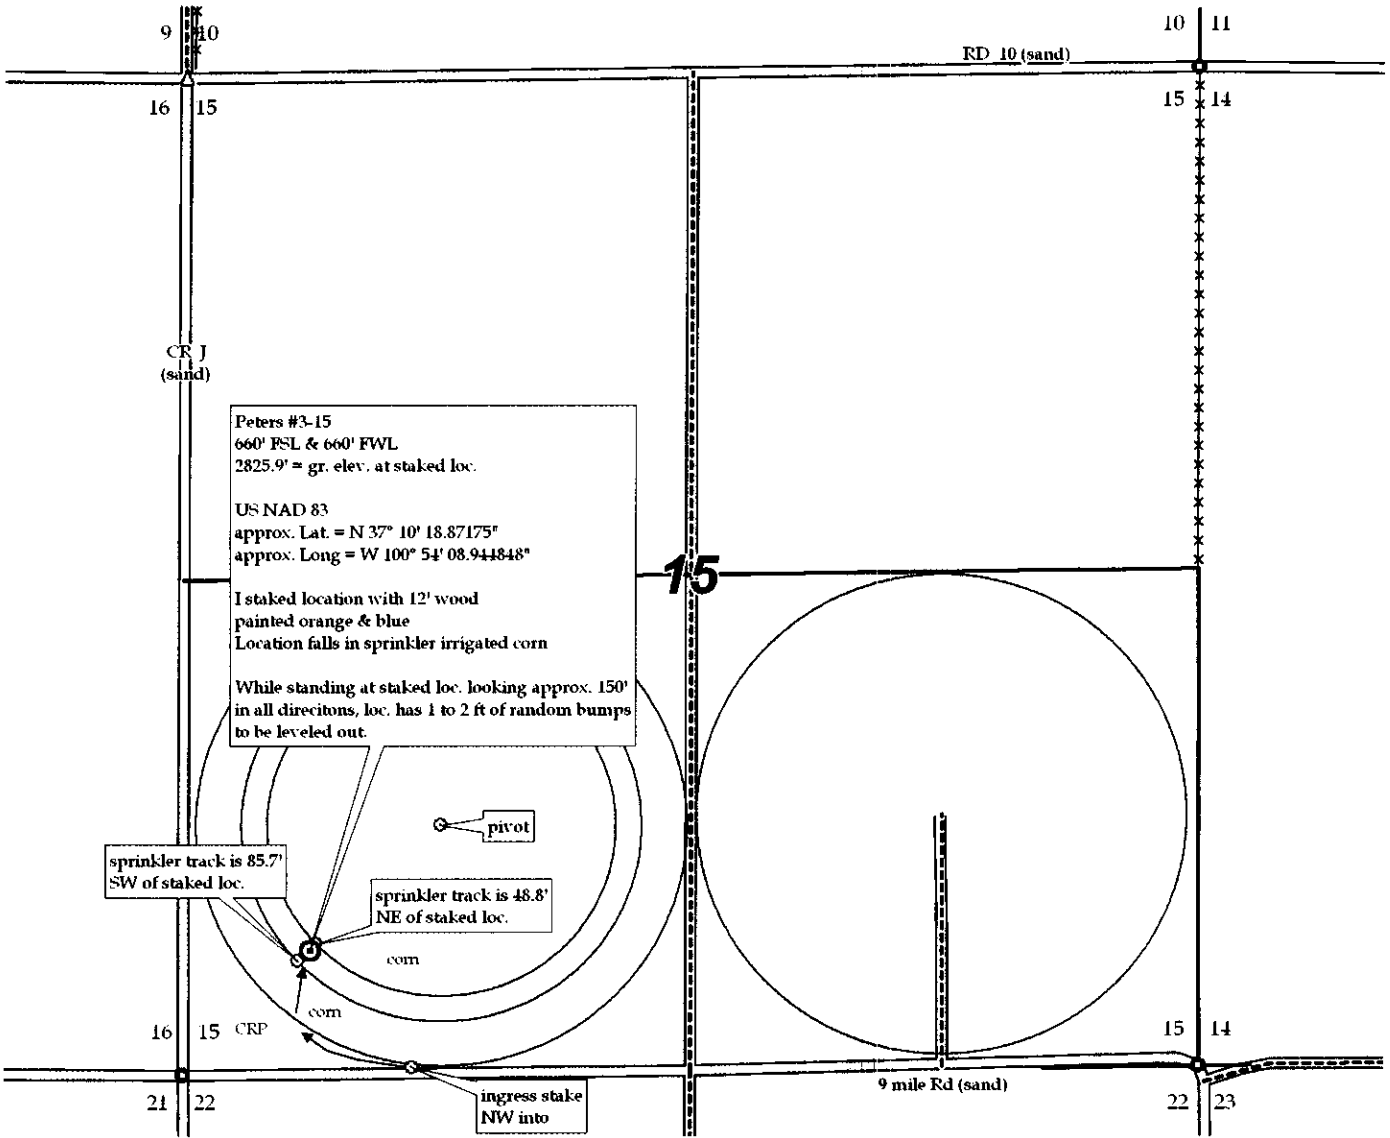 9 10
10 11
RD 10 (sand)
16 15
15 14
CR J
(sand)
Peters #3-15
660' FSL & 660' FWL
2825.9' = gr. elev. at staked loc.
US NAD 83
approx. Lat. = N 37° 10' 18.87175"
approx. Long = W 100° 54' 08.944848"
I staked location with 12' wood
painted orange & blue
Location falls in sprinkler irrigated corn
While standing at staked loc. looking approx. 150'
in all direcitons, loc. has 1 to 2 ft of random bumps
to be leveled out.
15
pivot
sprinkler track is 85.7'
SW of staked loc.
sprinkler track is 48.8'
NE of staked loc.
corn
corn
16 15
CRP
15 14
9 mile Rd (sand)
ingress stake
NW into
21 22
22 23